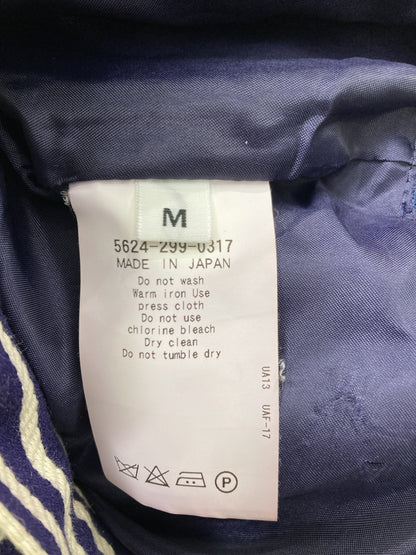 M
5624-299-0317
MADE IN JAPAN
Do not wash
Warm iron Use
press cloth
Do not use
chlorine bleach
Dry clean
Do not tumble dry
UA13 UAF-17
P